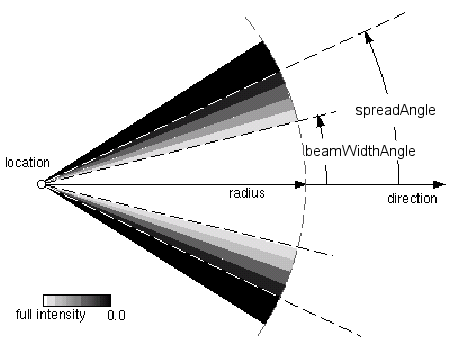 spreadAngle
beamWidthAngle
location
radius
direction
full intensity 0.0